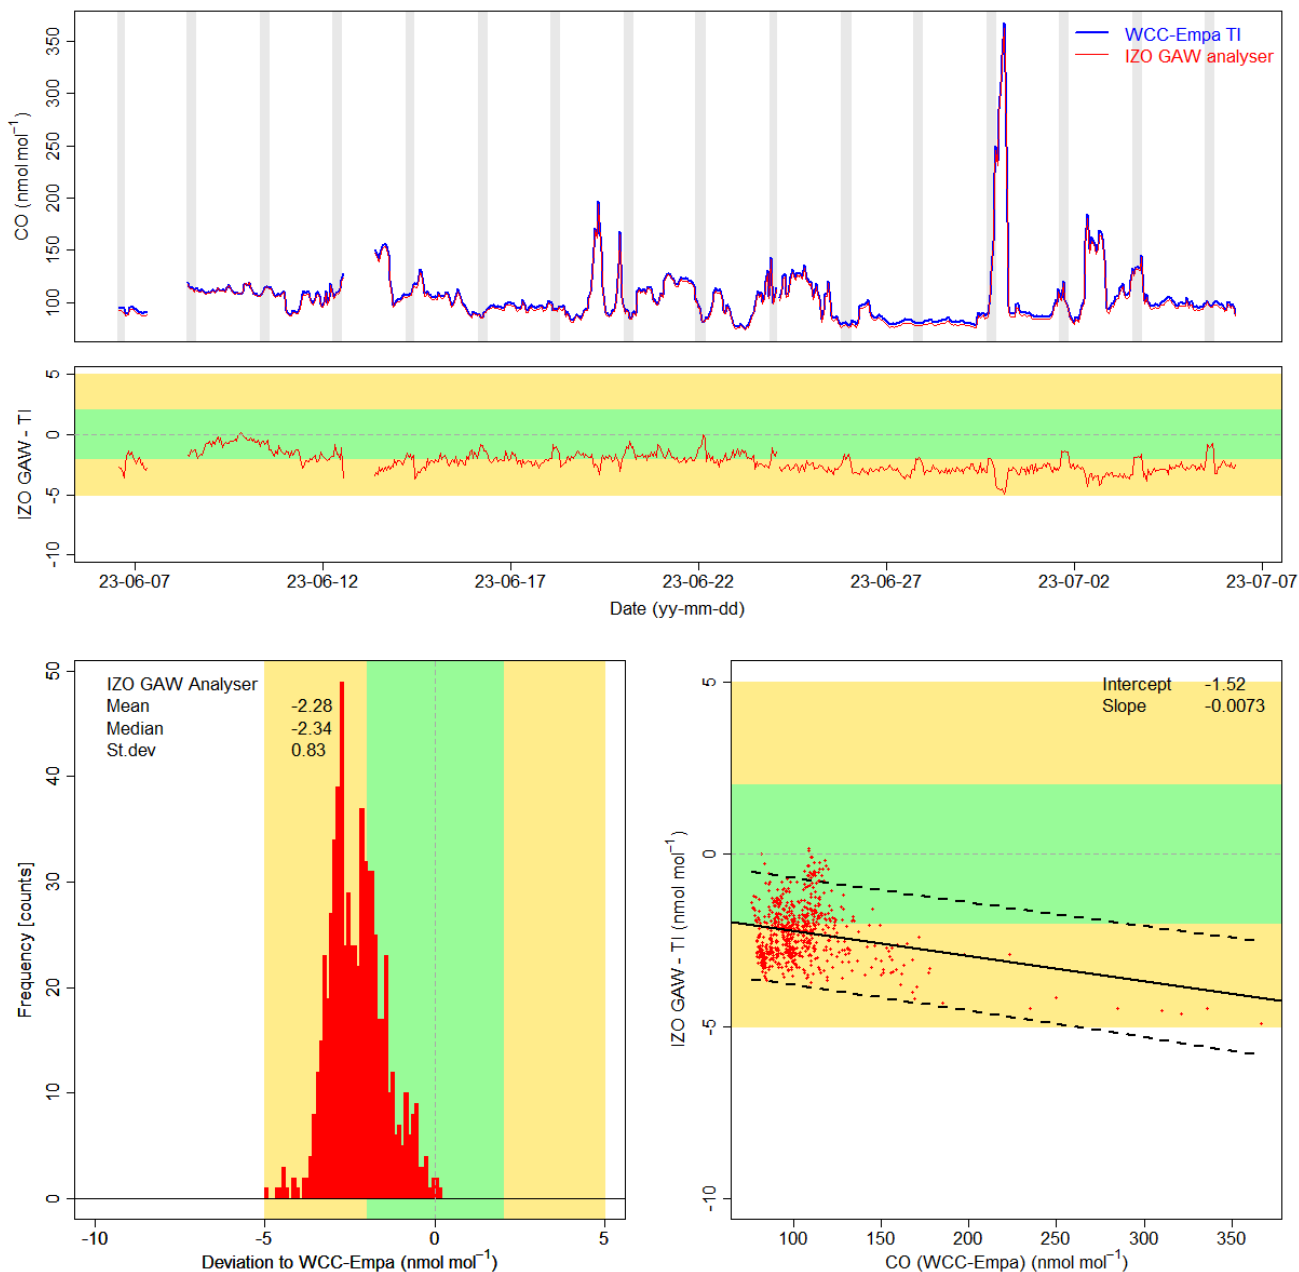 WCC-Empa TI
IZO GAW analyser
CO (nmol mol⁻¹)
350
300
250
200
150
100
IZO GAW - TI
5
0
-5
-10
23-06-07 23-06-12 23-06-17 23-06-22 23-06-27 23-07-02 23-07-07
Date (yy-mm-dd)
IZO GAW Analyser
Mean -2.28
Median -2.34
St.dev 0.83
Frequency [counts]
50
40
30
20
10
0
-10 -5 0 5
Deviation to WCC-Empa (nmol mol⁻¹)
Intercept -1.52
Slope -0.0073
IZO GAW - TI (nmol mol⁻¹)
5
0
-5
-10
100 150 200 250 300 350
CO (WCC-Empa) (nmol mol⁻¹)